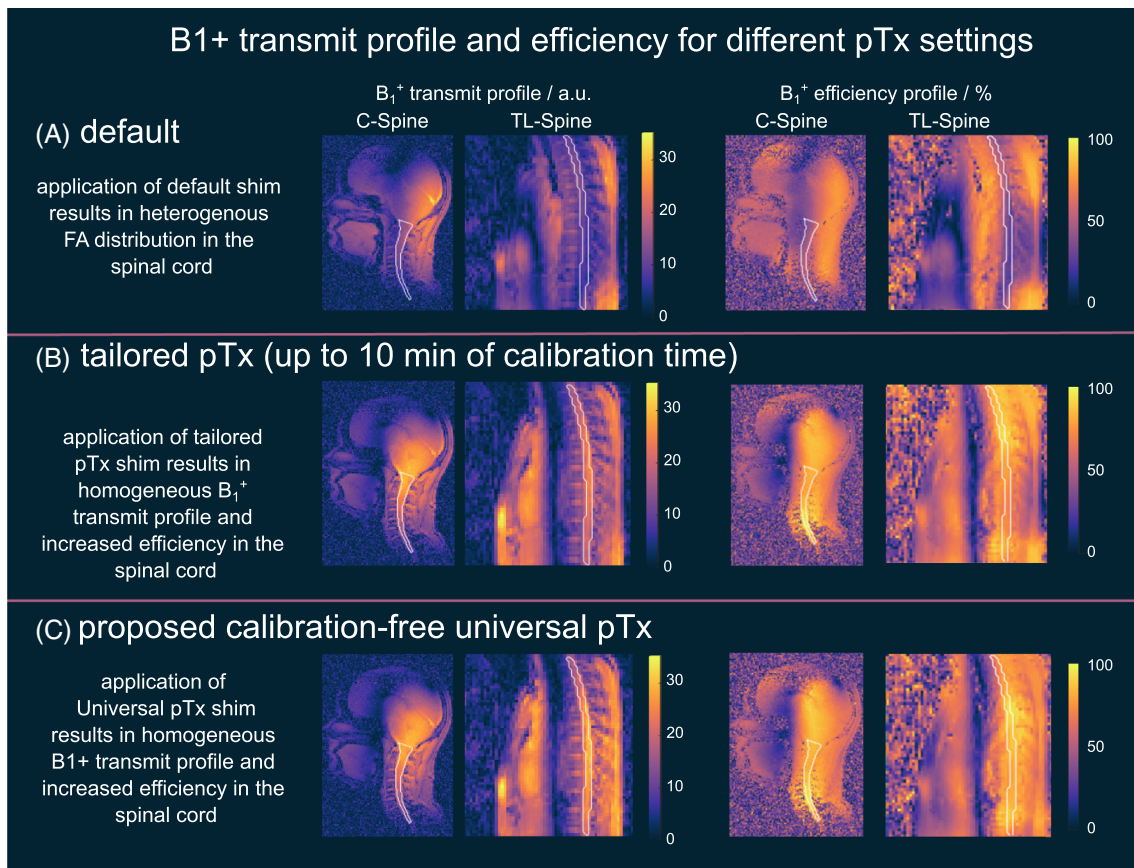 B1+ transmit profile and efficiency for different pTx settings
B₁⁺ transmit profile / a.u.
B₁⁺ efficiency profile / %
C-Spine
TL-Spine
C-Spine
TL-Spine
(A) default
application of default shim
results in heterogenous
FA distribution in the
spinal cord
30
20
10
0
100
50
0
(B) tailored pTx (up to 10 min of calibration time)
application of tailored
pTx shim results in
homogeneous B₁⁺
transmit profile and
increased efficiency in the
spinal cord
30
20
10
0
100
50
0
(C) proposed calibration-free universal pTx
application of
Universal pTx shim
results in homogeneous
B1+ transmit profile and
increased efficiency in the
spinal cord
30
20
10
0
100
50
0